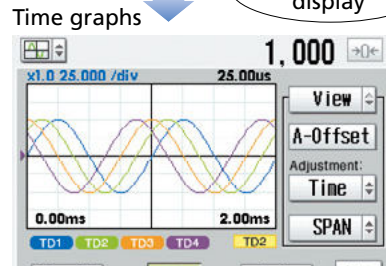 display
Time graphs
1,000 →0←
x1.0 25.000 /div 25.00us
View
A-Offset
Adjustment:
Time
0.00ms 2.00ms
SPAN
TD1 TD2 TD3 TD4 TD2